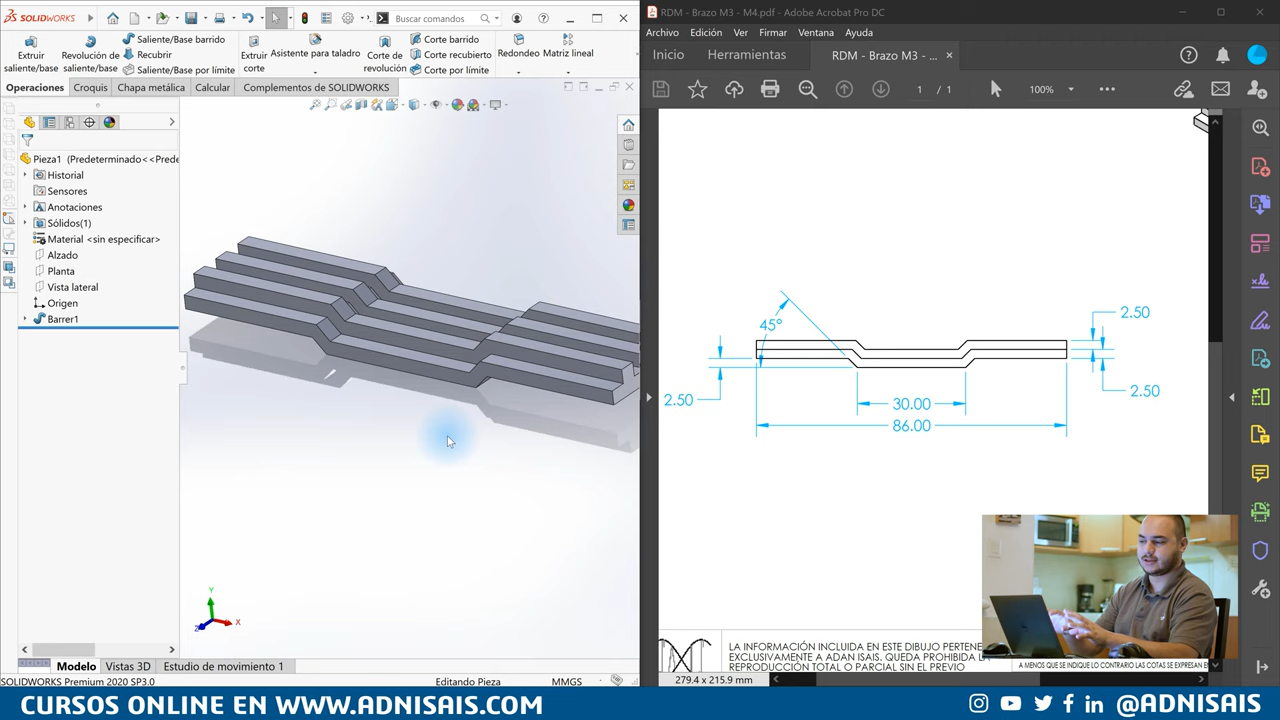 SOLIDWORKS
Buscar comandos
Extruir saliente/base
Revolución de saliente/base
Saliente/Base barrido
Recubrir
Saliente/Base por límite
Extruir corte
Asistente para taladro
Corte de revolución
Corte barrido
Corte recubierto
Corte por límite
Redondeo
Matriz lineal
Operaciones
Croquis
Chapa metálica
Calcular
Complementos de SOLIDWORKS
Pieza1 (Predeterminado<<Prede
Historial
Sensores
Anotaciones
Sólidos(1)
Material <sin especificar>
Alzado
Planta
Vista lateral
Origen
Barrer1
Y
X
Z
Modelo
Vistas 3D
Estudio de movimiento 1
SOLIDWORKS Premium 2020 SP3.0
Editando Pieza
MMGS
RDM - Brazo M3 - M4.pdf - Adobe Acrobat Pro DC
Archivo
Edición
Ver
Firmar
Ventana
Ayuda
Inicio
Herramientas
RDM - Brazo M3 - ...
1 / 1
100%
45°
2.50
2.50
2.50
30.00
86.00
LA INFORMACIÓN INCLUIDA EN ESTE DIBUJO PERTENE
EXCLUSIVAMENTE A ADAN ISAIS. QUEDA PROHIBIDA L
REPRODUCCIÓN TOTAL O PARCIAL SIN EL PREVIO
A MENOS QUE SE INDIQUE LO CONTRARIO LAS COTAS SE EXPRESAN E
279.4 x 215.9 mm
CURSOS ONLINE EN WWW.ADNISAIS.COM
@ADNISAIS